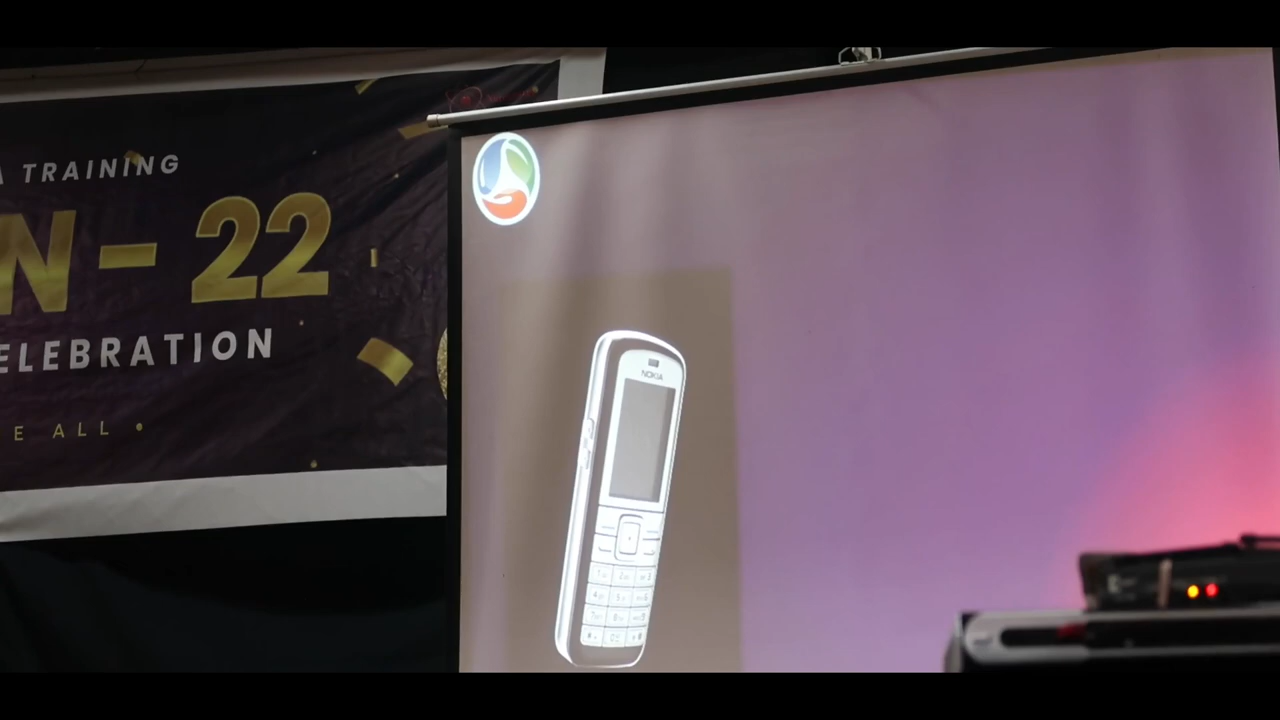 A TRAINING
N - 22
ELEBRATION
E ALL
NOKIA